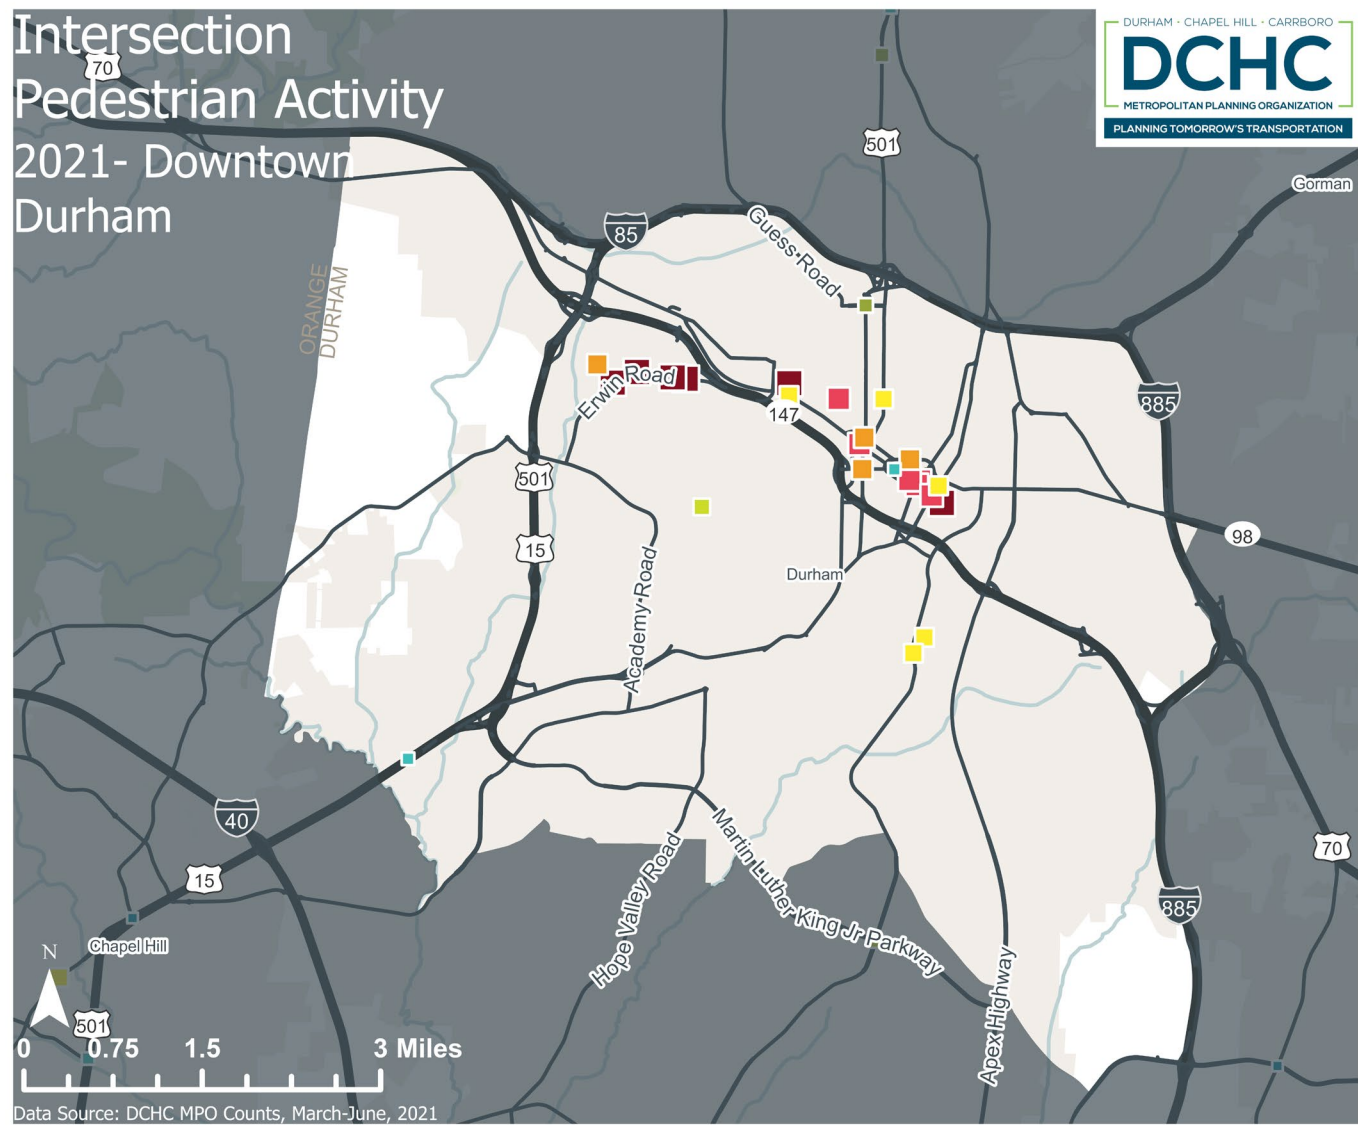 Intersection
Pedestrian Activity
2021- Downtown
Durham
DURHAM · CHAPEL HILL · CARRBORO
DCHC
METROPOLITAN PLANNING ORGANIZATION
PLANNING TOMORROW'S TRANSPORTATION
70
501
Gorman
85
Guess Road
ORANGE
DURHAM
Erwin Road
147
885
501
98
15
Durham
Academy Road
40
Martin Luther King Jr Parkway
Hope Valley Road
70
15
885
Chapel Hill
Apex Highway
N
501
0 0.75 1.5 3 Miles
Data Source: DCHC MPO Counts, March-June, 2021